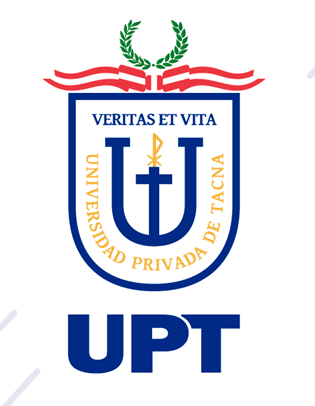 VERITAS ET VITA
U
UNIVERSIDAD PRIVADA DE TACNA
UPT